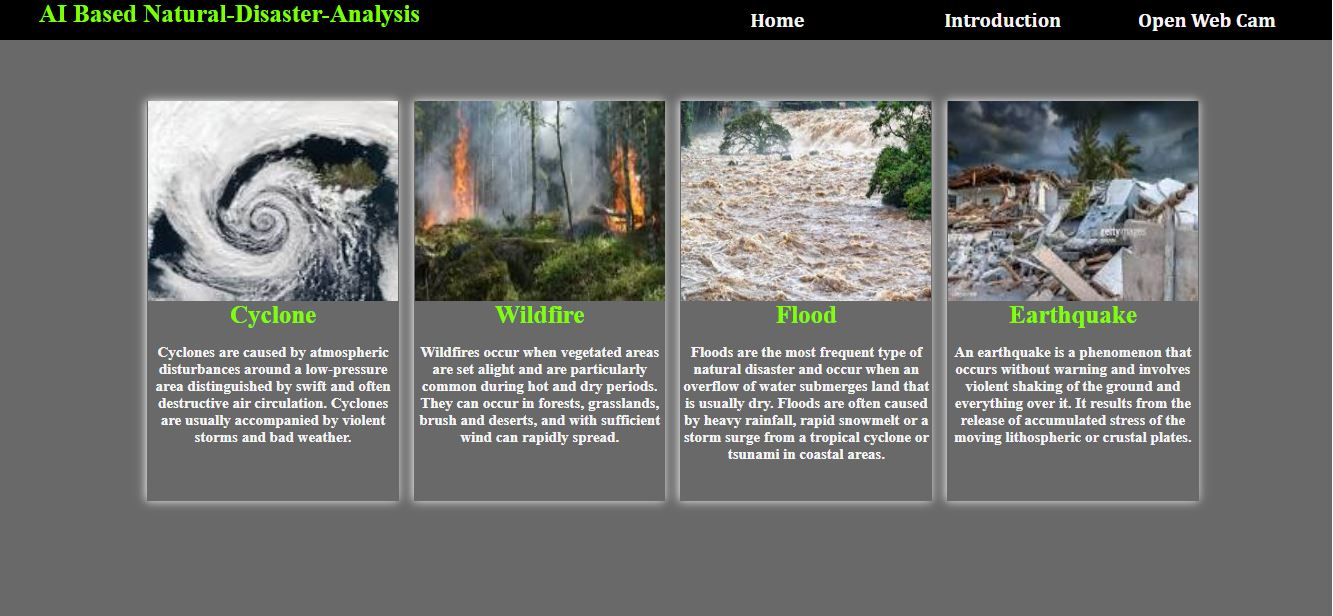 AI Based Natural-Disaster-Analysis
Home
Introduction
Open Web Cam
Cyclone
Cyclones are caused by atmospheric
disturbances around a low-pressure
area distinguished by swift and often
destructive air circulation. Cyclones
are usually accompanied by violent
storms and bad weather.
Wildfire
Wildfires occur when vegetated areas
are set alight and are particularly
common during hot and dry periods.
They can occur in forests, grasslands,
brush and deserts, and with sufficient
wind can rapidly spread.
Flood
Floods are the most frequent type of
natural disaster and occur when an
overflow of water submerges land that
is usually dry. Floods are often caused
by heavy rainfall, rapid snowmelt or a
storm surge from a tropical cyclone or
tsunami in coastal areas.
gettyimages
Earthquake
An earthquake is a phenomenon that
occurs without warning and involves
violent shaking of the ground and
everything over it. It results from the
release of accumulated stress of the
moving lithospheric or crustal plates.